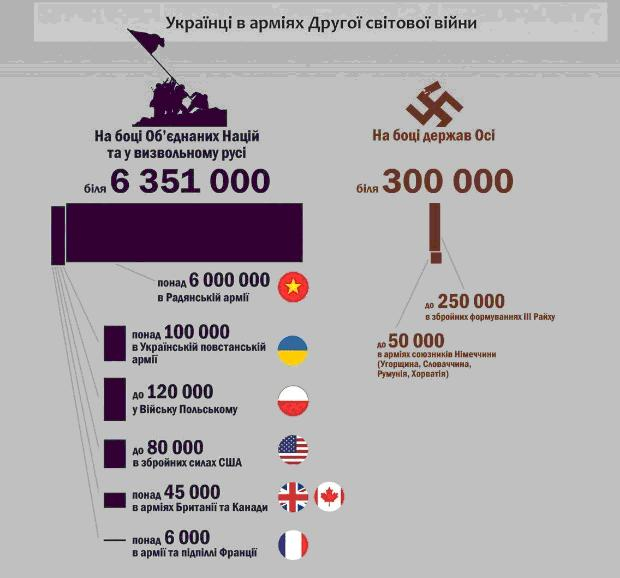 Українці в арміях Другої світової війни
На боці Об'єднаних Націй
та у визвольному русі
біля 6 351 000
понад 6 000 000
в Радянській армії
понад 100 000
в Українській повстанській
армії
до 120 000
у Війську Польському
до 80 000
в збройних силах США
понад 45 000
в арміях Британії та Канади
понад 6 000
в армії та підпіллі Франції
На боці держав Осі
біля 300 000
до 250 000
в збройних формуваннях III Райху
до 50 000
в арміях союзників Німеччини
(Угорщина, Словаччина,
Румунія, Хорватія)